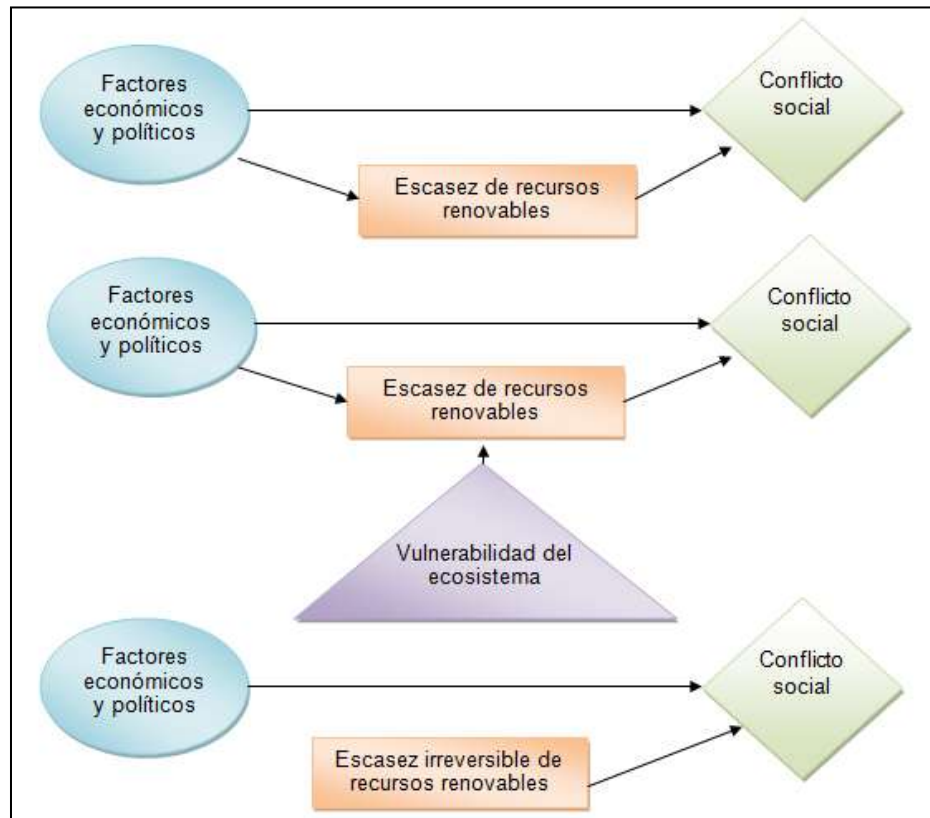 Factores
económicos
y políticos
Conflicto
social
Escasez de recursos
renovables
Factores
económicos
y políticos
Conflicto
social
Escasez de recursos
renovables
Vulnerabilidad del
ecosistema
Factores
económicos
y políticos
Conflicto
social
Escasez irreversible de
recursos renovables